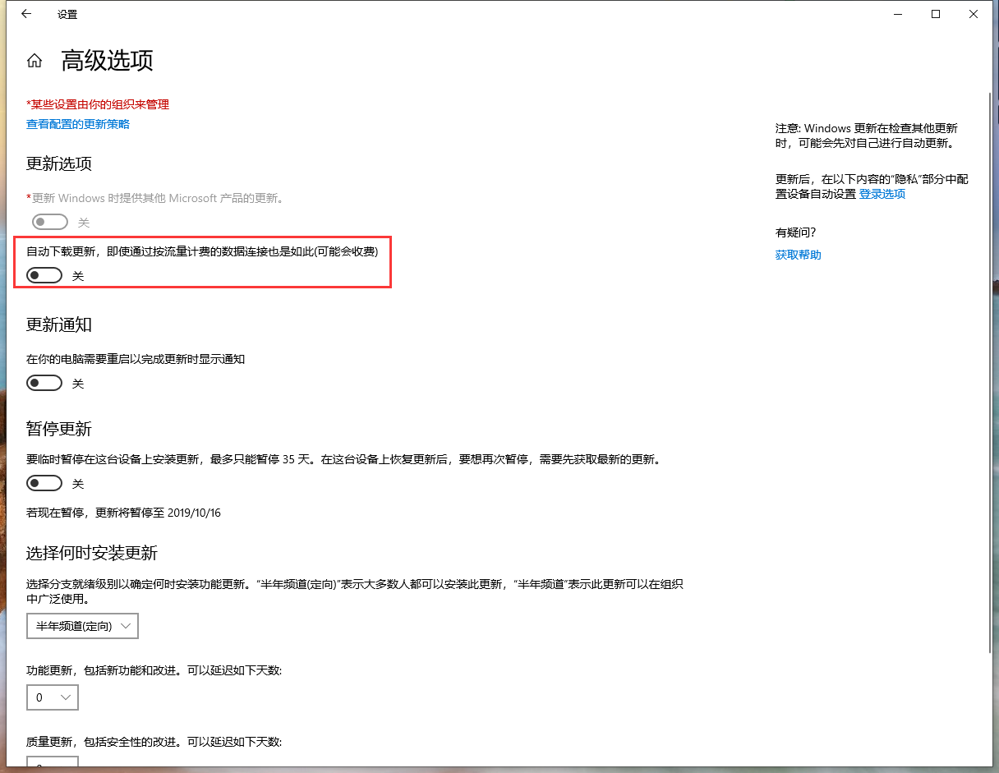 设置
高级选项
*某些设置由你的组织来管理
查看配置的更新策略
更新选项
*更新 Windows 时提供其他 Microsoft 产品的更新。
关
自动下载更新，即使通过按流量计费的数据连接也是如此(可能会收费)
关
更新通知
在你的电脑需要重启以完成更新时显示通知
关
暂停更新
要临时暂停在这台设备上安装更新，最多只能暂停 35 天。在这台设备上恢复更新后，要想再次暂停，需要先获取最新的更新。
关
若现在暂停，更新将暂停至 2019/10/16
选择何时安装更新
选择分支就绪级别以确定何时安装功能更新。“半年频道(定向)”表示大多数人都可以安装此更新，“半年频道”表示此更新可以在组织
中广泛使用。
半年频道(定向)
功能更新，包括新功能和改进。可以延迟如下天数:
0
质量更新，包括安全性的改进。可以延迟如下天数:
注意: Windows 更新在检查其他更新
时，可能会先对自己进行自动更新。
更新后，在以下内容的“隐私”部分中配
置设备自动设置 登录选项
有疑问?
获取帮助